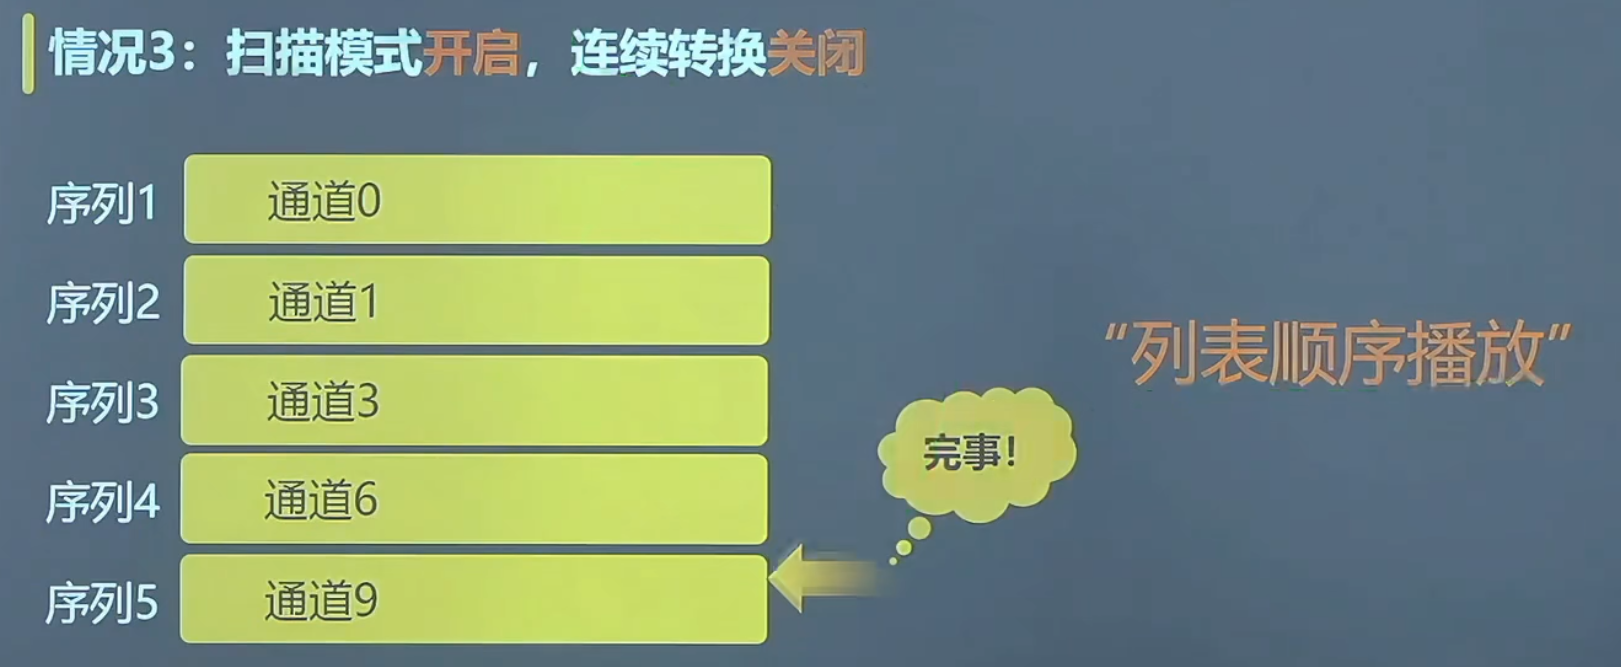 情况3：扫描模式开启，连续转换关闭
序列1 通道0
序列2 通道1
序列3 通道3
序列4 通道6
序列5 通道9
完事！
“列表顺序播放”